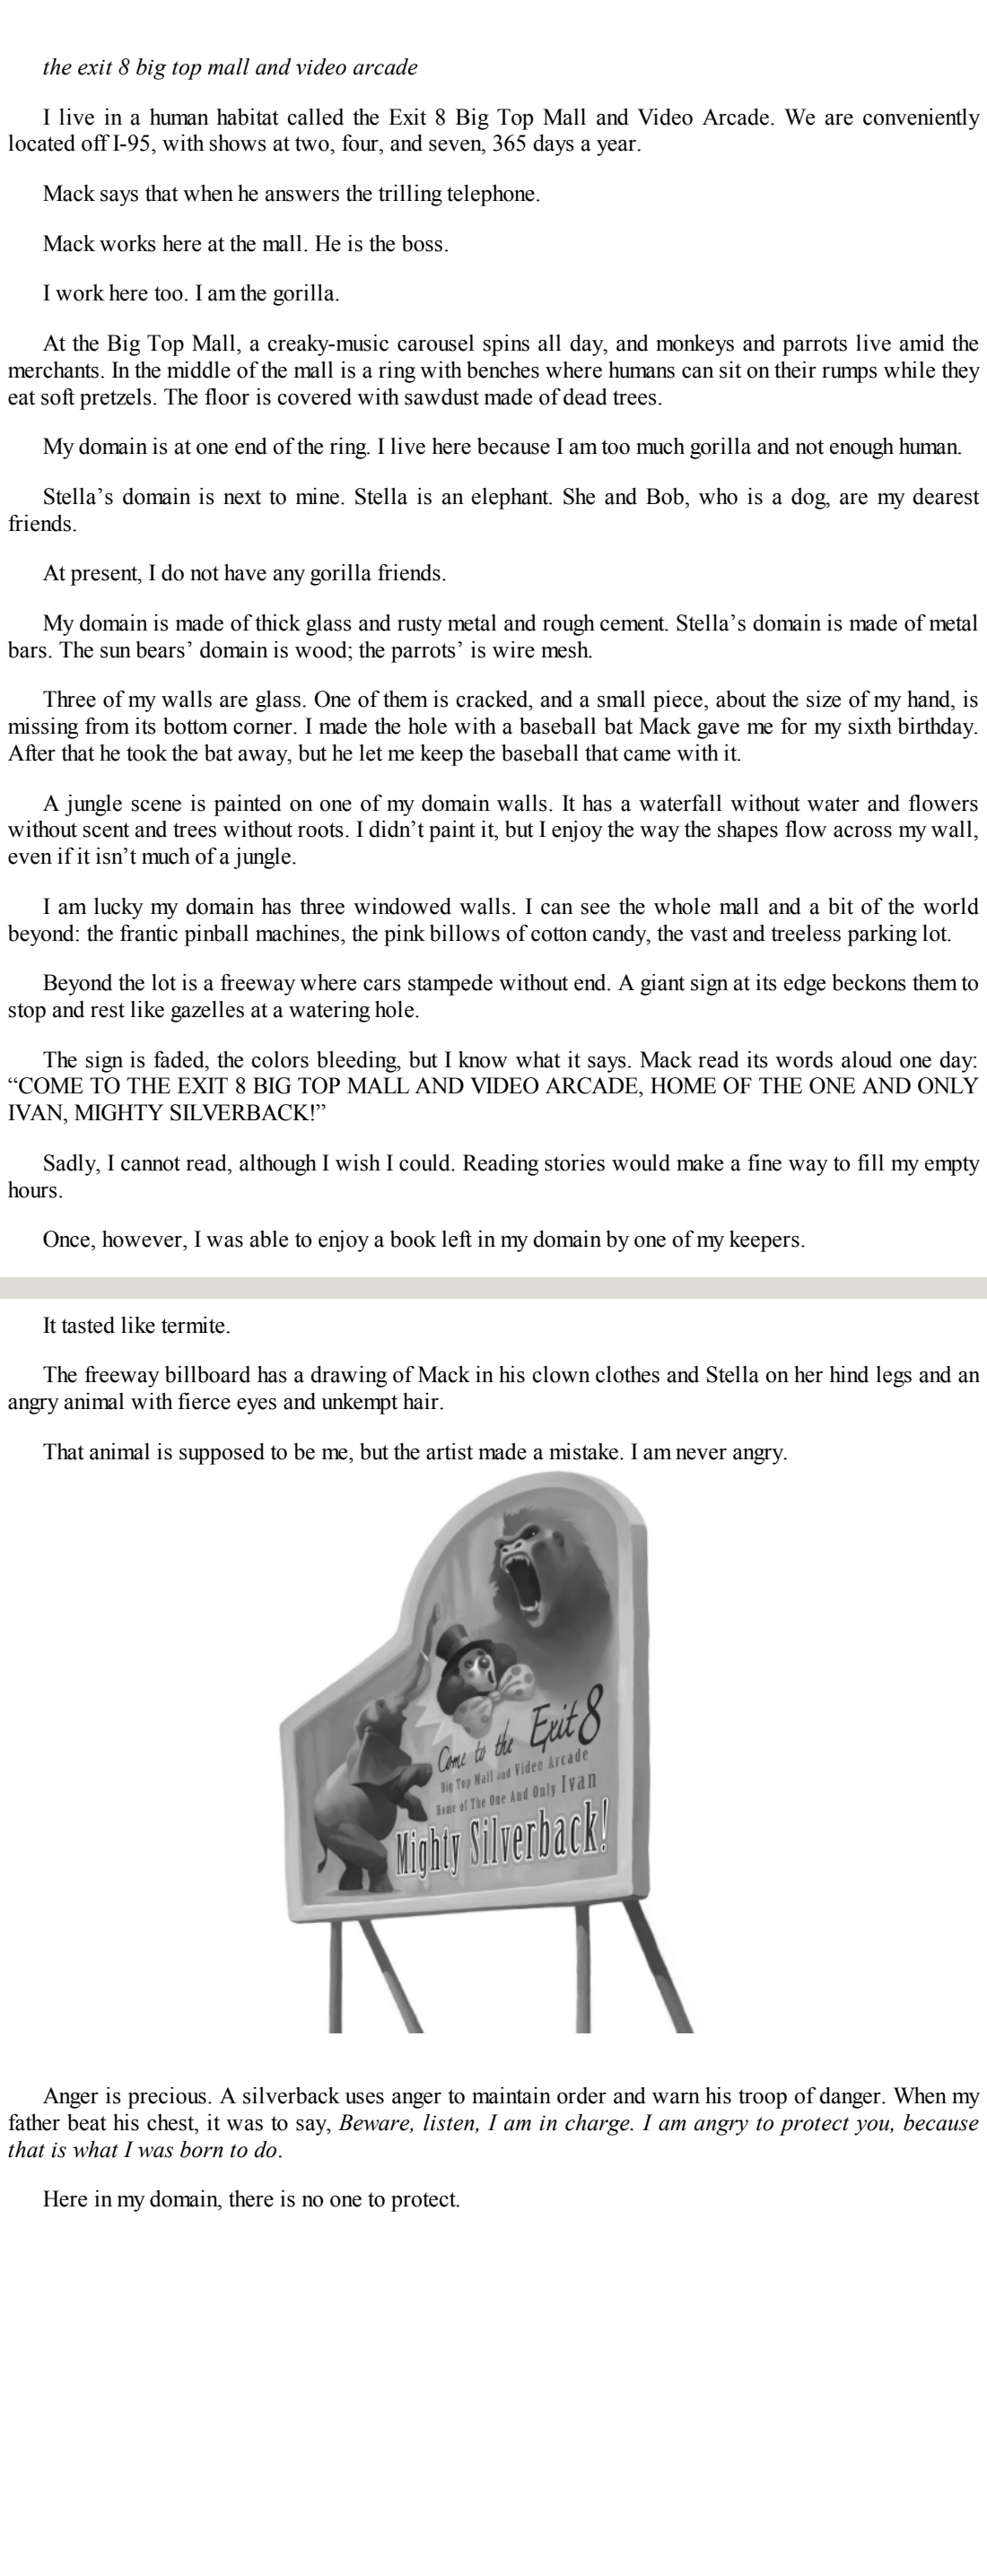 the exit 8 big top mall and video arcade
I live in a human habitat called the Exit 8 Big Top Mall and Video Arcade. We are conveniently
located off I-95, with shows at two, four, and seven, 365 days a year.
Mack says that when he answers the trilling telephone.
Mack works here at the mall. He is the boss.
I work here too. I am the gorilla.
At the Big Top Mall, a creaky-music carousel spins all day, and monkeys and parrots live amid the
merchants. In the middle of the mall is a ring with benches where humans can sit on their rumps while they
eat soft pretzels. The floor is covered with sawdust made of dead trees.
My domain is at one end of the ring. I live here because I am too much gorilla and not enough human.
Stella’s domain is next to mine. Stella is an elephant. She and Bob, who is a dog, are my dearest
friends.
At present, I do not have any gorilla friends.
My domain is made of thick glass and rusty metal and rough cement. Stella’s domain is made of metal
bars. The sun bears’ domain is wood; the parrots’ is wire mesh.
Three of my walls are glass. One of them is cracked, and a small piece, about the size of my hand, is
missing from its bottom corner. I made the hole with a baseball bat Mack gave me for my sixth birthday.
After that he took the bat away, but he let me keep the baseball that came with it.
A jungle scene is painted on one of my domain walls. It has a waterfall without water and flowers
without scent and trees without roots. I didn’t paint it, but I enjoy the way the shapes flow across my wall,
even if it isn’t much of a jungle.
I am lucky my domain has three windowed walls. I can see the whole mall and a bit of the world
beyond: the frantic pinball machines, the pink billows of cotton candy, the vast and treeless parking lot.
Beyond the lot is a freeway where cars stampede without end. A giant sign at its edge beckons them to
stop and rest like gazelles at a watering hole.
The sign is faded, the colors bleeding, but I know what it says. Mack read its words aloud one day:
“COME TO THE EXIT 8 BIG TOP MALL AND VIDEO ARCADE, HOME OF THE ONE AND ONLY
IVAN, MIGHTY SILVERBACK!”
Sadly, I cannot read, although I wish I could. Reading stories would make a fine way to fill my empty
hours.
Once, however, I was able to enjoy a book left in my domain by one of my keepers.
It tasted like termite.
The freeway billboard has a drawing of Mack in his clown clothes and Stella on her hind legs and an
angry animal with fierce eyes and unkempt hair.
That animal is supposed to be me, but the artist made a mistake. I am never angry.
Come to the Exit 8
Big Top Mall and Video Arcade
Home of The One And Only Ivan
Mighty Silverback!
Anger is precious. A silverback uses anger to maintain order and warn his troop of danger. When my
father beat his chest, it was to say, Beware, listen, I am in charge. I am angry to protect you, because
that is what I was born to do.
Here in my domain, there is no one to protect.